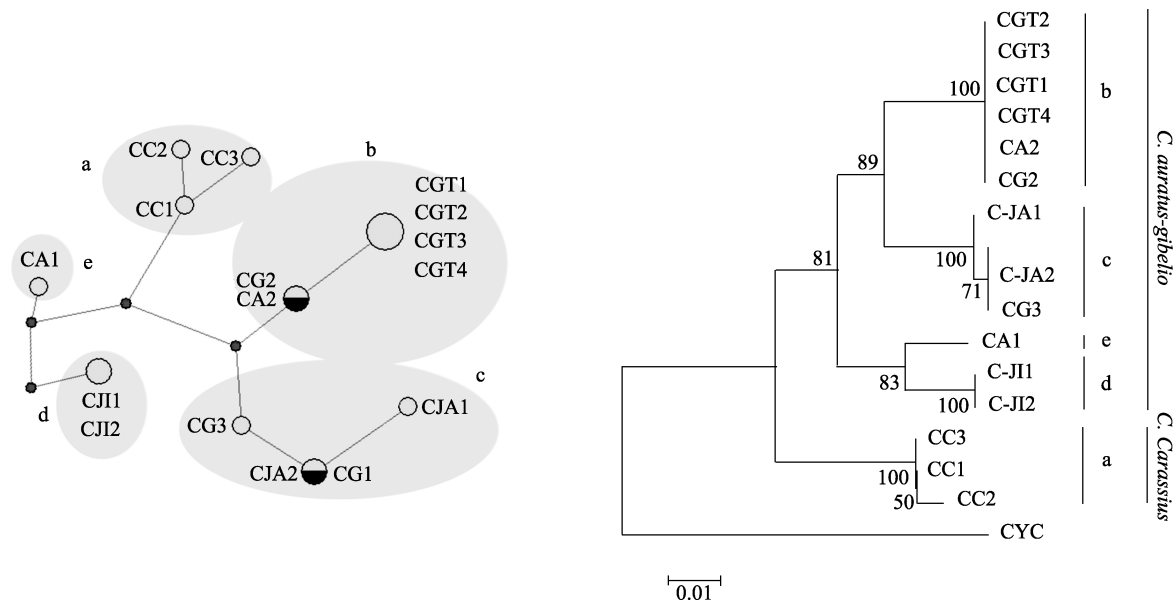 a
CC2
CC3
CC1
b
CGT1
CGT2
CGT3
CGT4
CG2
CA2
CA1
e
d
CJI1
CJI2
c
CG3
CJA1
CJA2
CG1
CGT2
CGT3
CGT1
100
b
CGT4
CA2
89
CG2
C-JA1
100
c
81
C-JA2
71
CG3
CA1
e
83
C-JI1
d
100
C-JI2
C. auratus-gibelio
CC3
CC1
100
a
50
CC2
C. Carassius
CYC
0.01